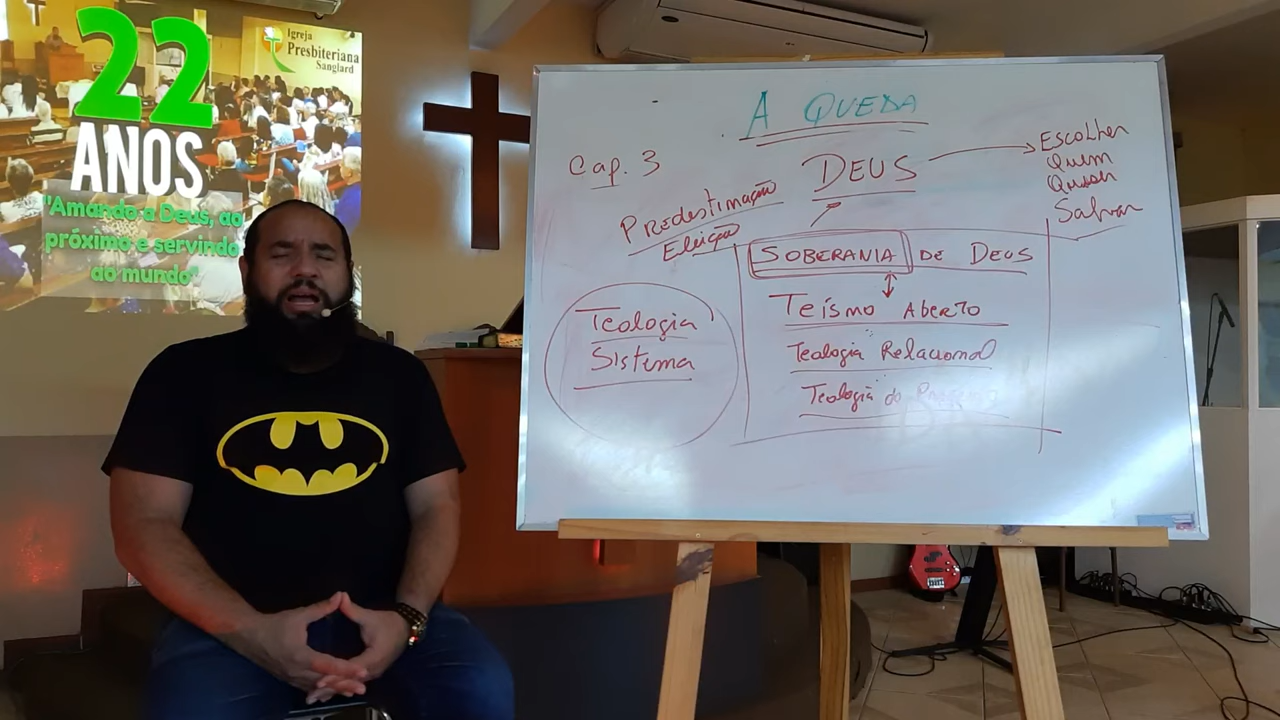 22
ANOS
"Amando a Deus, ao
próximo e servindo
ao mundo"
Igreja
Presbiteriana
Sanglard
A QUEDA
Cap. 3
DEUS
Escolher
Quem
Quiser
Salvar
Predestinação
Eleição
SOBERANIA DE DEUS
Teísmo Aberto
Teologia Relacional
Teologia do
Teologia
Sistema